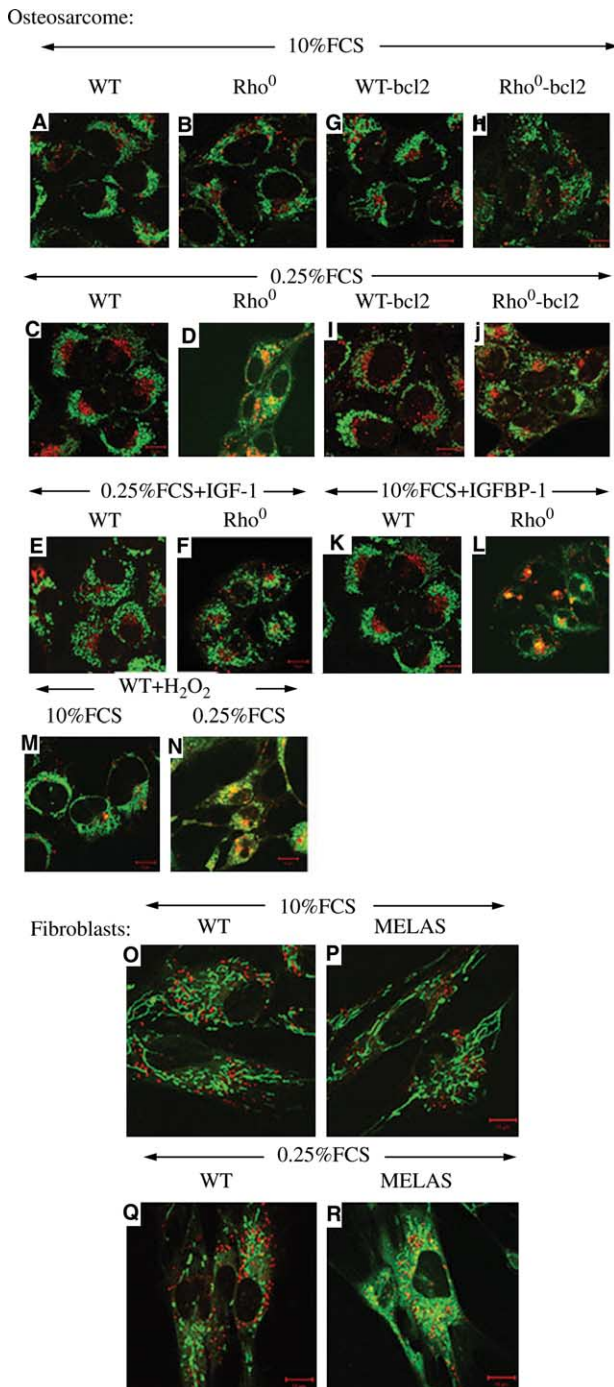 Osteosarcome:
10%FCS
WT Rho⁰ WT-bcl2 Rho⁰-bcl2
A B G H
0.25%FCS
WT Rho⁰ WT-bcl2 Rho⁰-bcl2
C D I j
0.25%FCS+IGF-1 10%FCS+IGFBP-1
WT Rho⁰ WT Rho⁰
E F K L
WT+H₂O₂
10%FCS 0.25%FCS
M N
10%FCS
Fibroblasts: WT MELAS
O P
0.25%FCS
WT MELAS
Q R